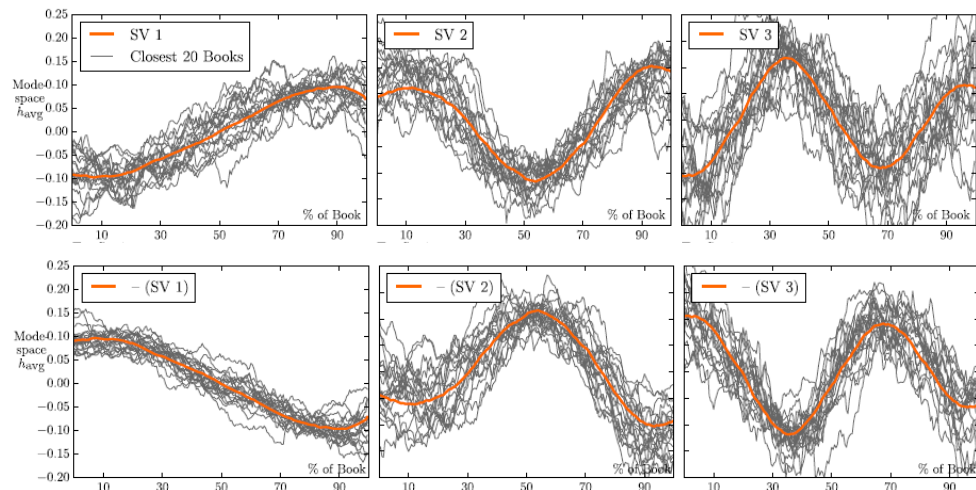 0.25
0.20
0.15
0.10
0.05
0.00
−0.05
−0.10
−0.15
−0.20
Mode
space
h_avg
SV 1
Closest 20 Books
% of Book
10 30 50 70 90
SV 2
% of Book
10 30 50 70 90
SV 3
% of Book
10 30 50 70 90
0.25
0.20
0.15
0.10
0.05
0.00
−0.05
−0.10
−0.15
−0.20
Mode
space
h_avg
− (SV 1)
% of Book
10 30 50 70 90
− (SV 2)
% of Book
10 30 50 70 90
− (SV 3)
% of Book
10 30 50 70 90